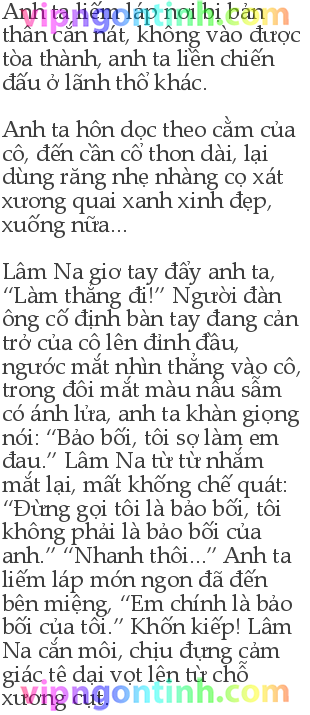 Anh ta liếm láp nơi bị bản
vipngontinh.com
thân cắn nát, không vào được
tòa thành, anh ta liền chiến
đấu ở lãnh thổ khác.
Anh ta hôn dọc theo cằm của
cô, đến cần cổ thon dài, lại
dùng răng nhẹ nhàng cọ xát
xương quai xanh xinh đẹp,
xuống nữa...
Lâm Na giơ tay đẩy anh ta,
“Làm thẳng đi!” Người đàn
ông cố định bàn tay đang cản
trở của cô lên đỉnh đầu,
ngước mắt nhìn thẳng vào cô,
trong đôi mắt màu nâu sẫm
có ánh lửa, anh ta khàn giọng
nói: “Bảo bối, tôi sợ làm em
đau.” Lâm Na từ từ nhắm
mắt lại, mất khống chế quát:
“Đừng gọi tôi là bảo bối, tôi
không phải là bảo bối của
anh.” “Nhanh thôi...” Anh ta
liếm láp món ngon đã đến
bên miệng, “Em chính là bảo
bối của tôi.” Khốn kiếp! Lâm
Na cắn môi, chịu đựng cảm
giác tê dại vọt lên từ chỗ
xương cụt.
vipngontinh.com